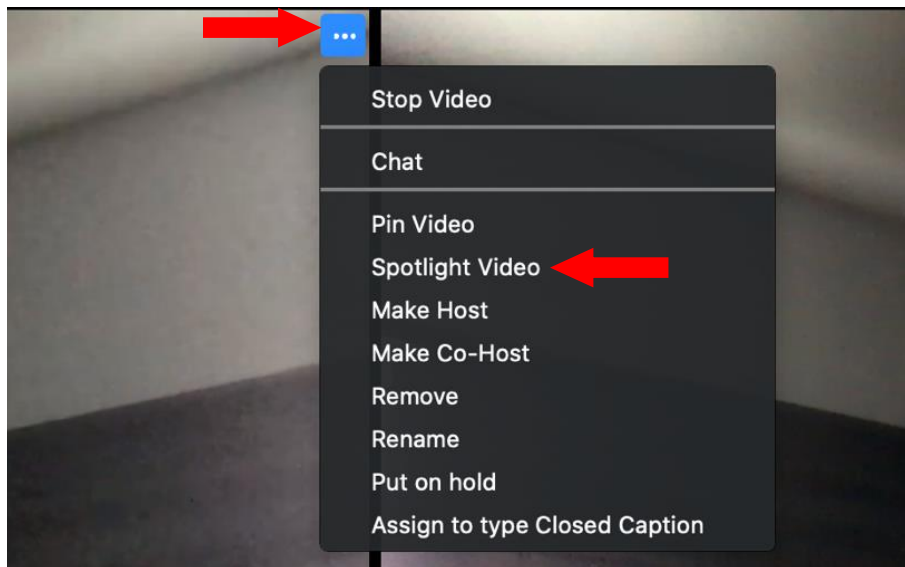 Stop Video
Chat
Pin Video
Spotlight Video
Make Host
Make Co-Host
Remove
Rename
Put on hold
Assign to type Closed Caption